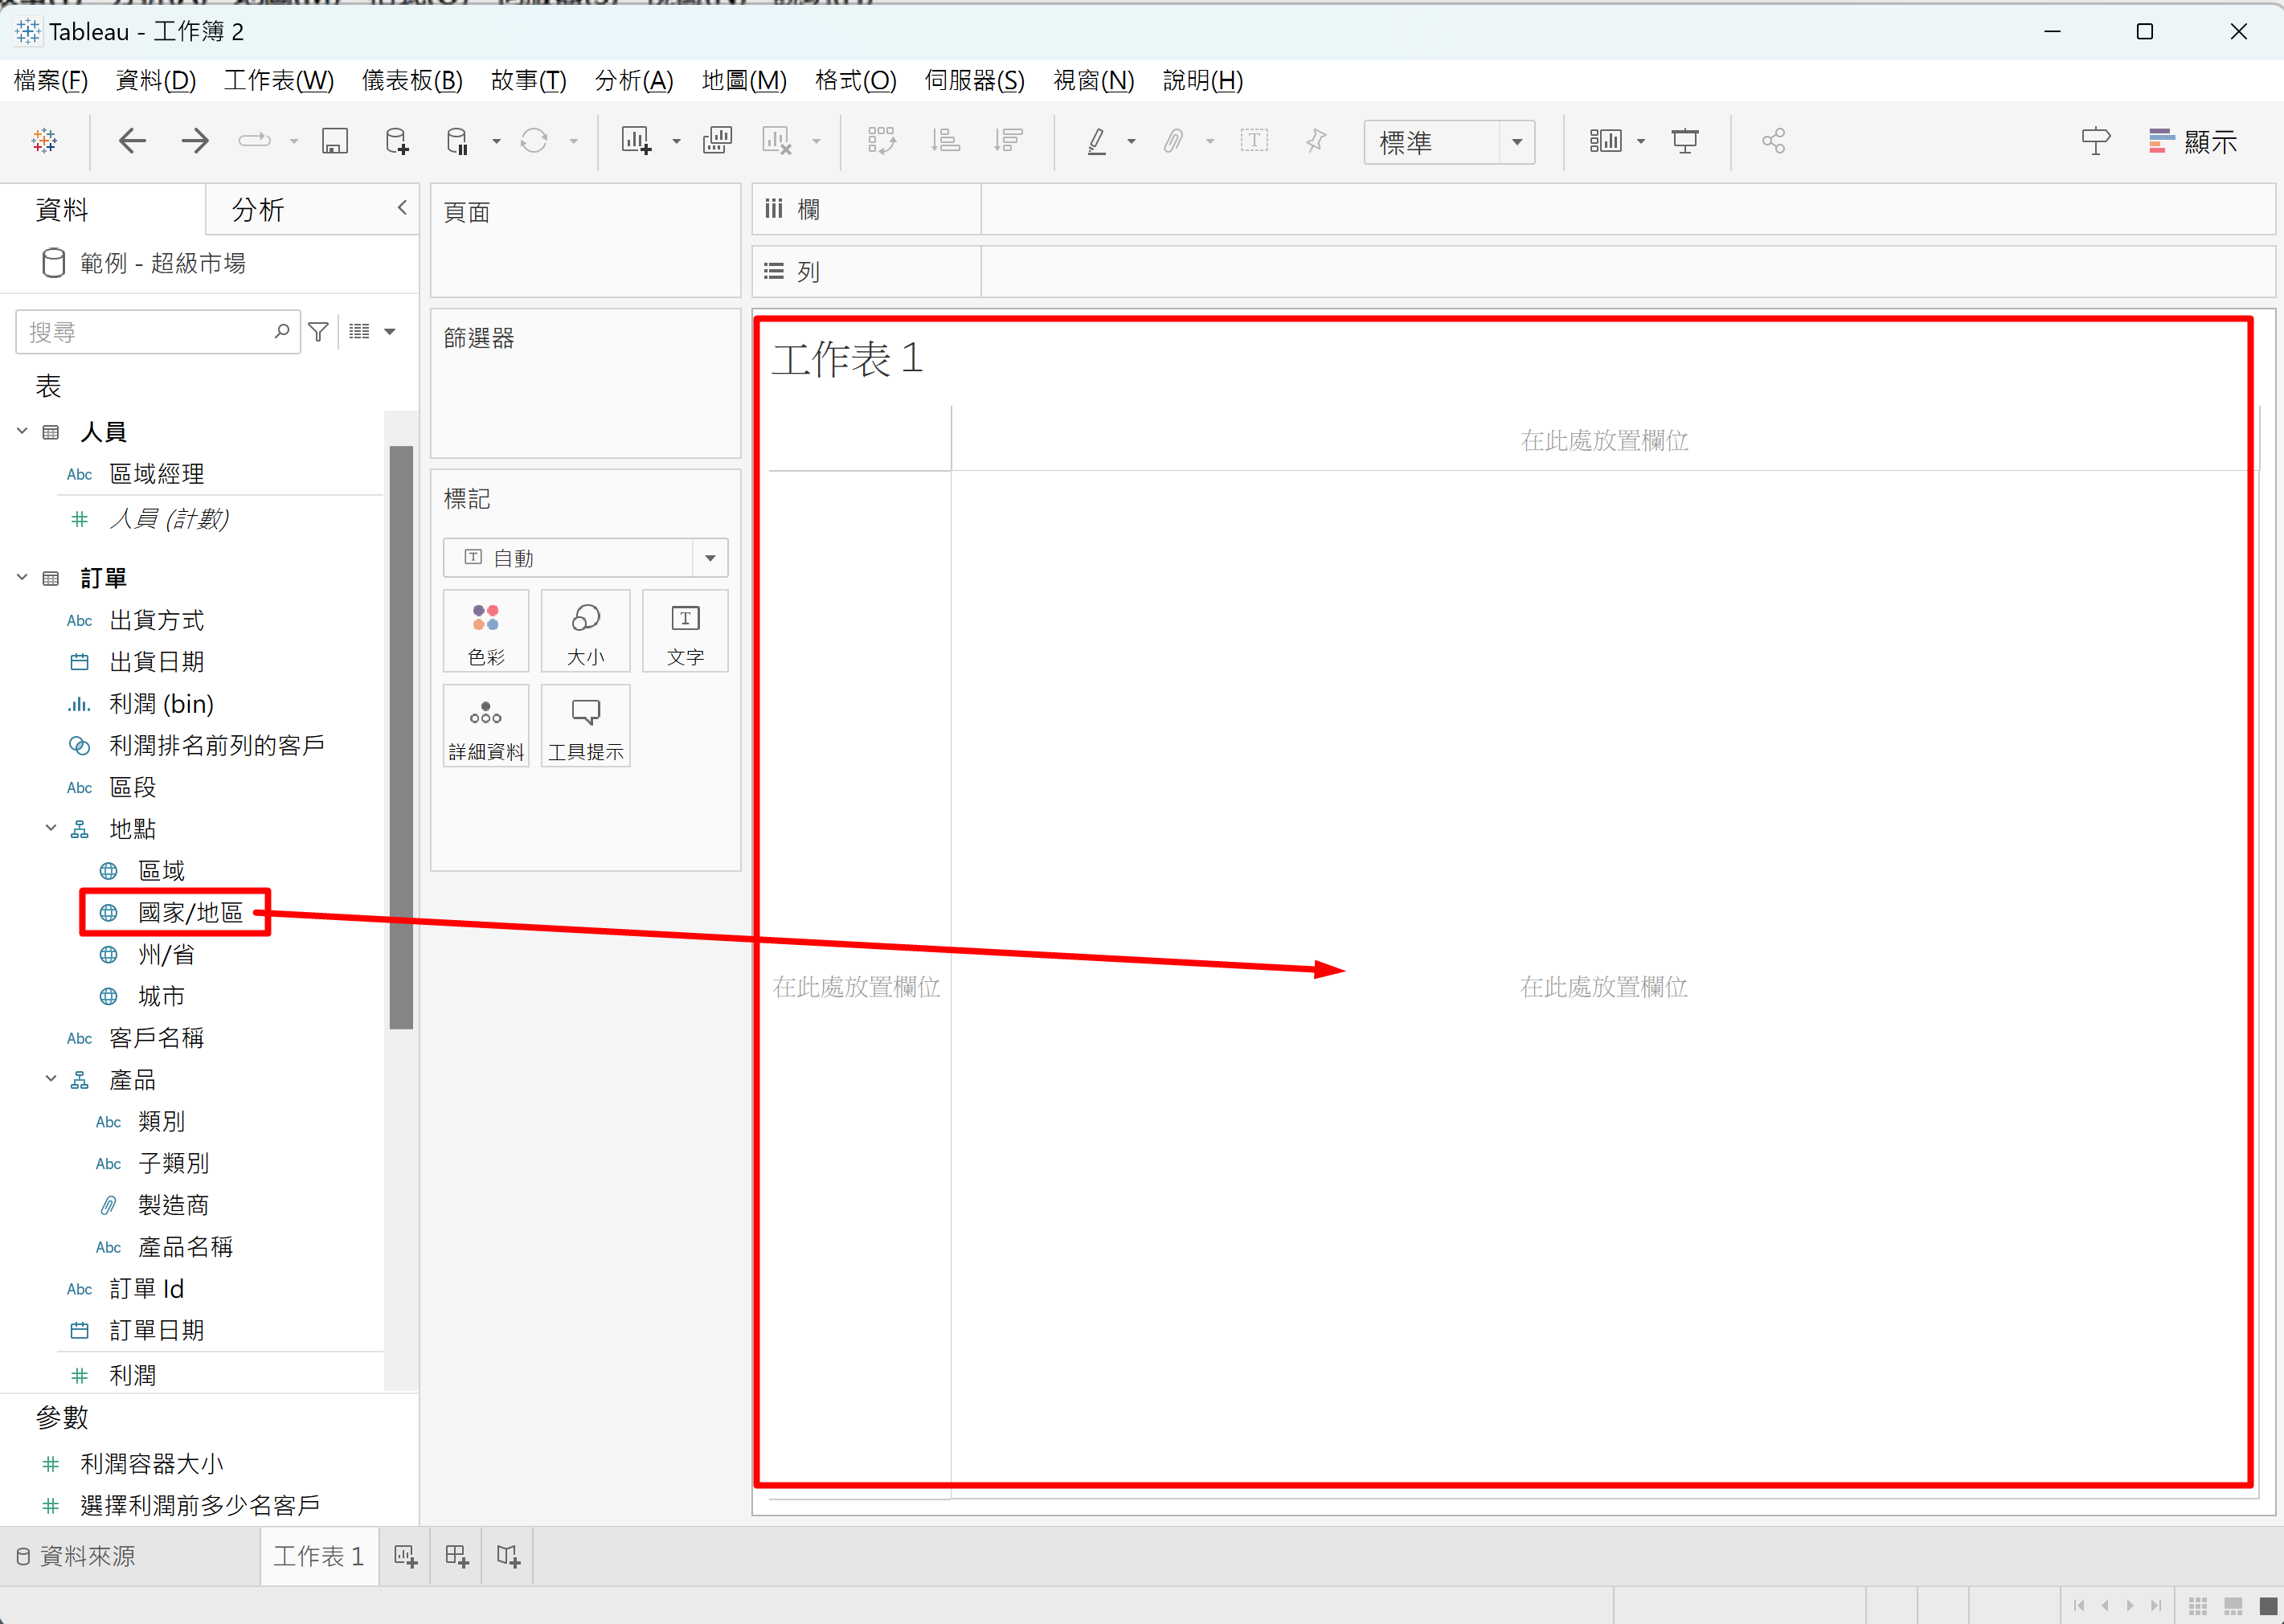 Tableau - 工作簿 2
檔案(F) 資料(D) 工作表(W) 儀表板(B) 故事(T) 分析(A) 地圖(M) 格式(O) 伺服器(S) 視窗(N) 說明(H)
標準
顯示
資料
分析
範例 - 超級市場
搜尋
表
人員
Abc 區域經理
人員 (計數)
訂單
Abc 出貨方式
出貨日期
利潤 (bin)
利潤排名前列的客戶
Abc 區段
地點
區域
國家/地區
州/省
城市
Abc 客戶名稱
產品
Abc 類別
Abc 子類別
製造商
Abc 產品名稱
Abc 訂單 Id
訂單日期
利潤
參數
利潤容器大小
選擇利潤前多少名客戶
頁面
篩選器
標記
自動
色彩
大小
文字
詳細資料
工具提示
欄
列
工作表 1
在此處放置欄位
在此處放置欄位
在此處放置欄位
資料來源
工作表 1